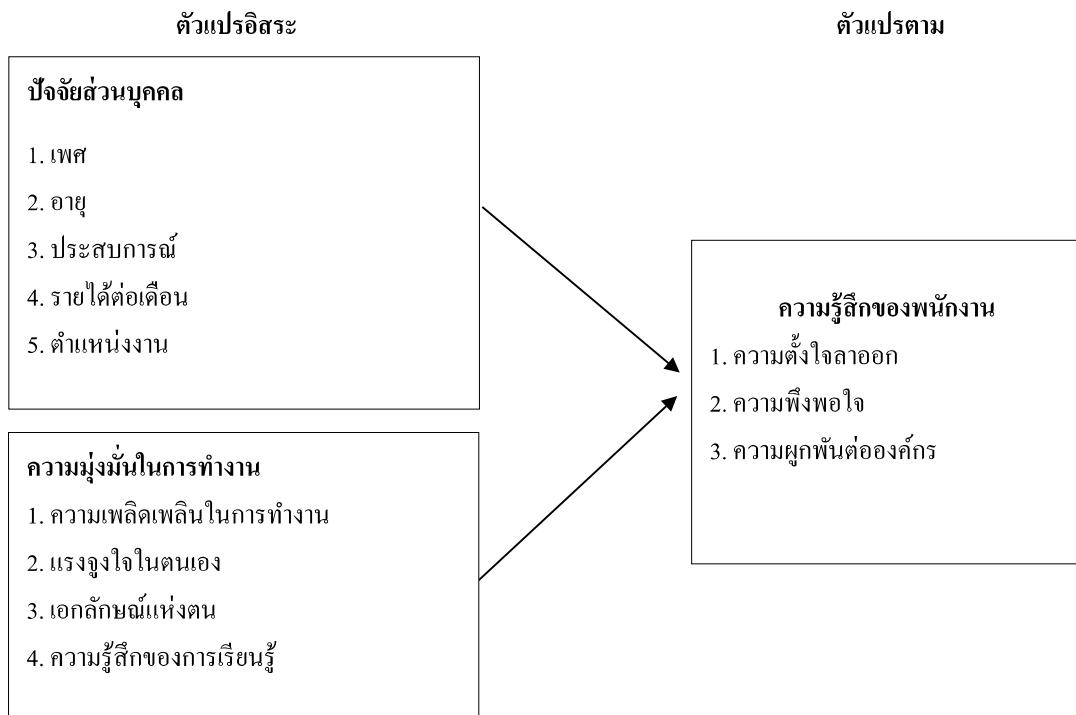 ตัวแปรอิสระ
ตัวแปรตาม
ปัจจัยส่วนบุคคล
1. เพศ
2. อายุ
3. ประสบการณ์
4. รายได้ต่อเดือน
5. ตำแหน่งงาน
ความมุ่งมั่นในการทำงาน
1. ความเพลิดเพลินในการทำงาน
2. แรงจูงใจในตนเอง
3. เอกลักษณ์แห่งตน
4. ความรู้สึกของการเรียนรู้
ความรู้สึกของพนักงาน
1. ความตั้งใจลาออก
2. ความพึงพอใจ
3. ความผูกพันต่อองค์กร